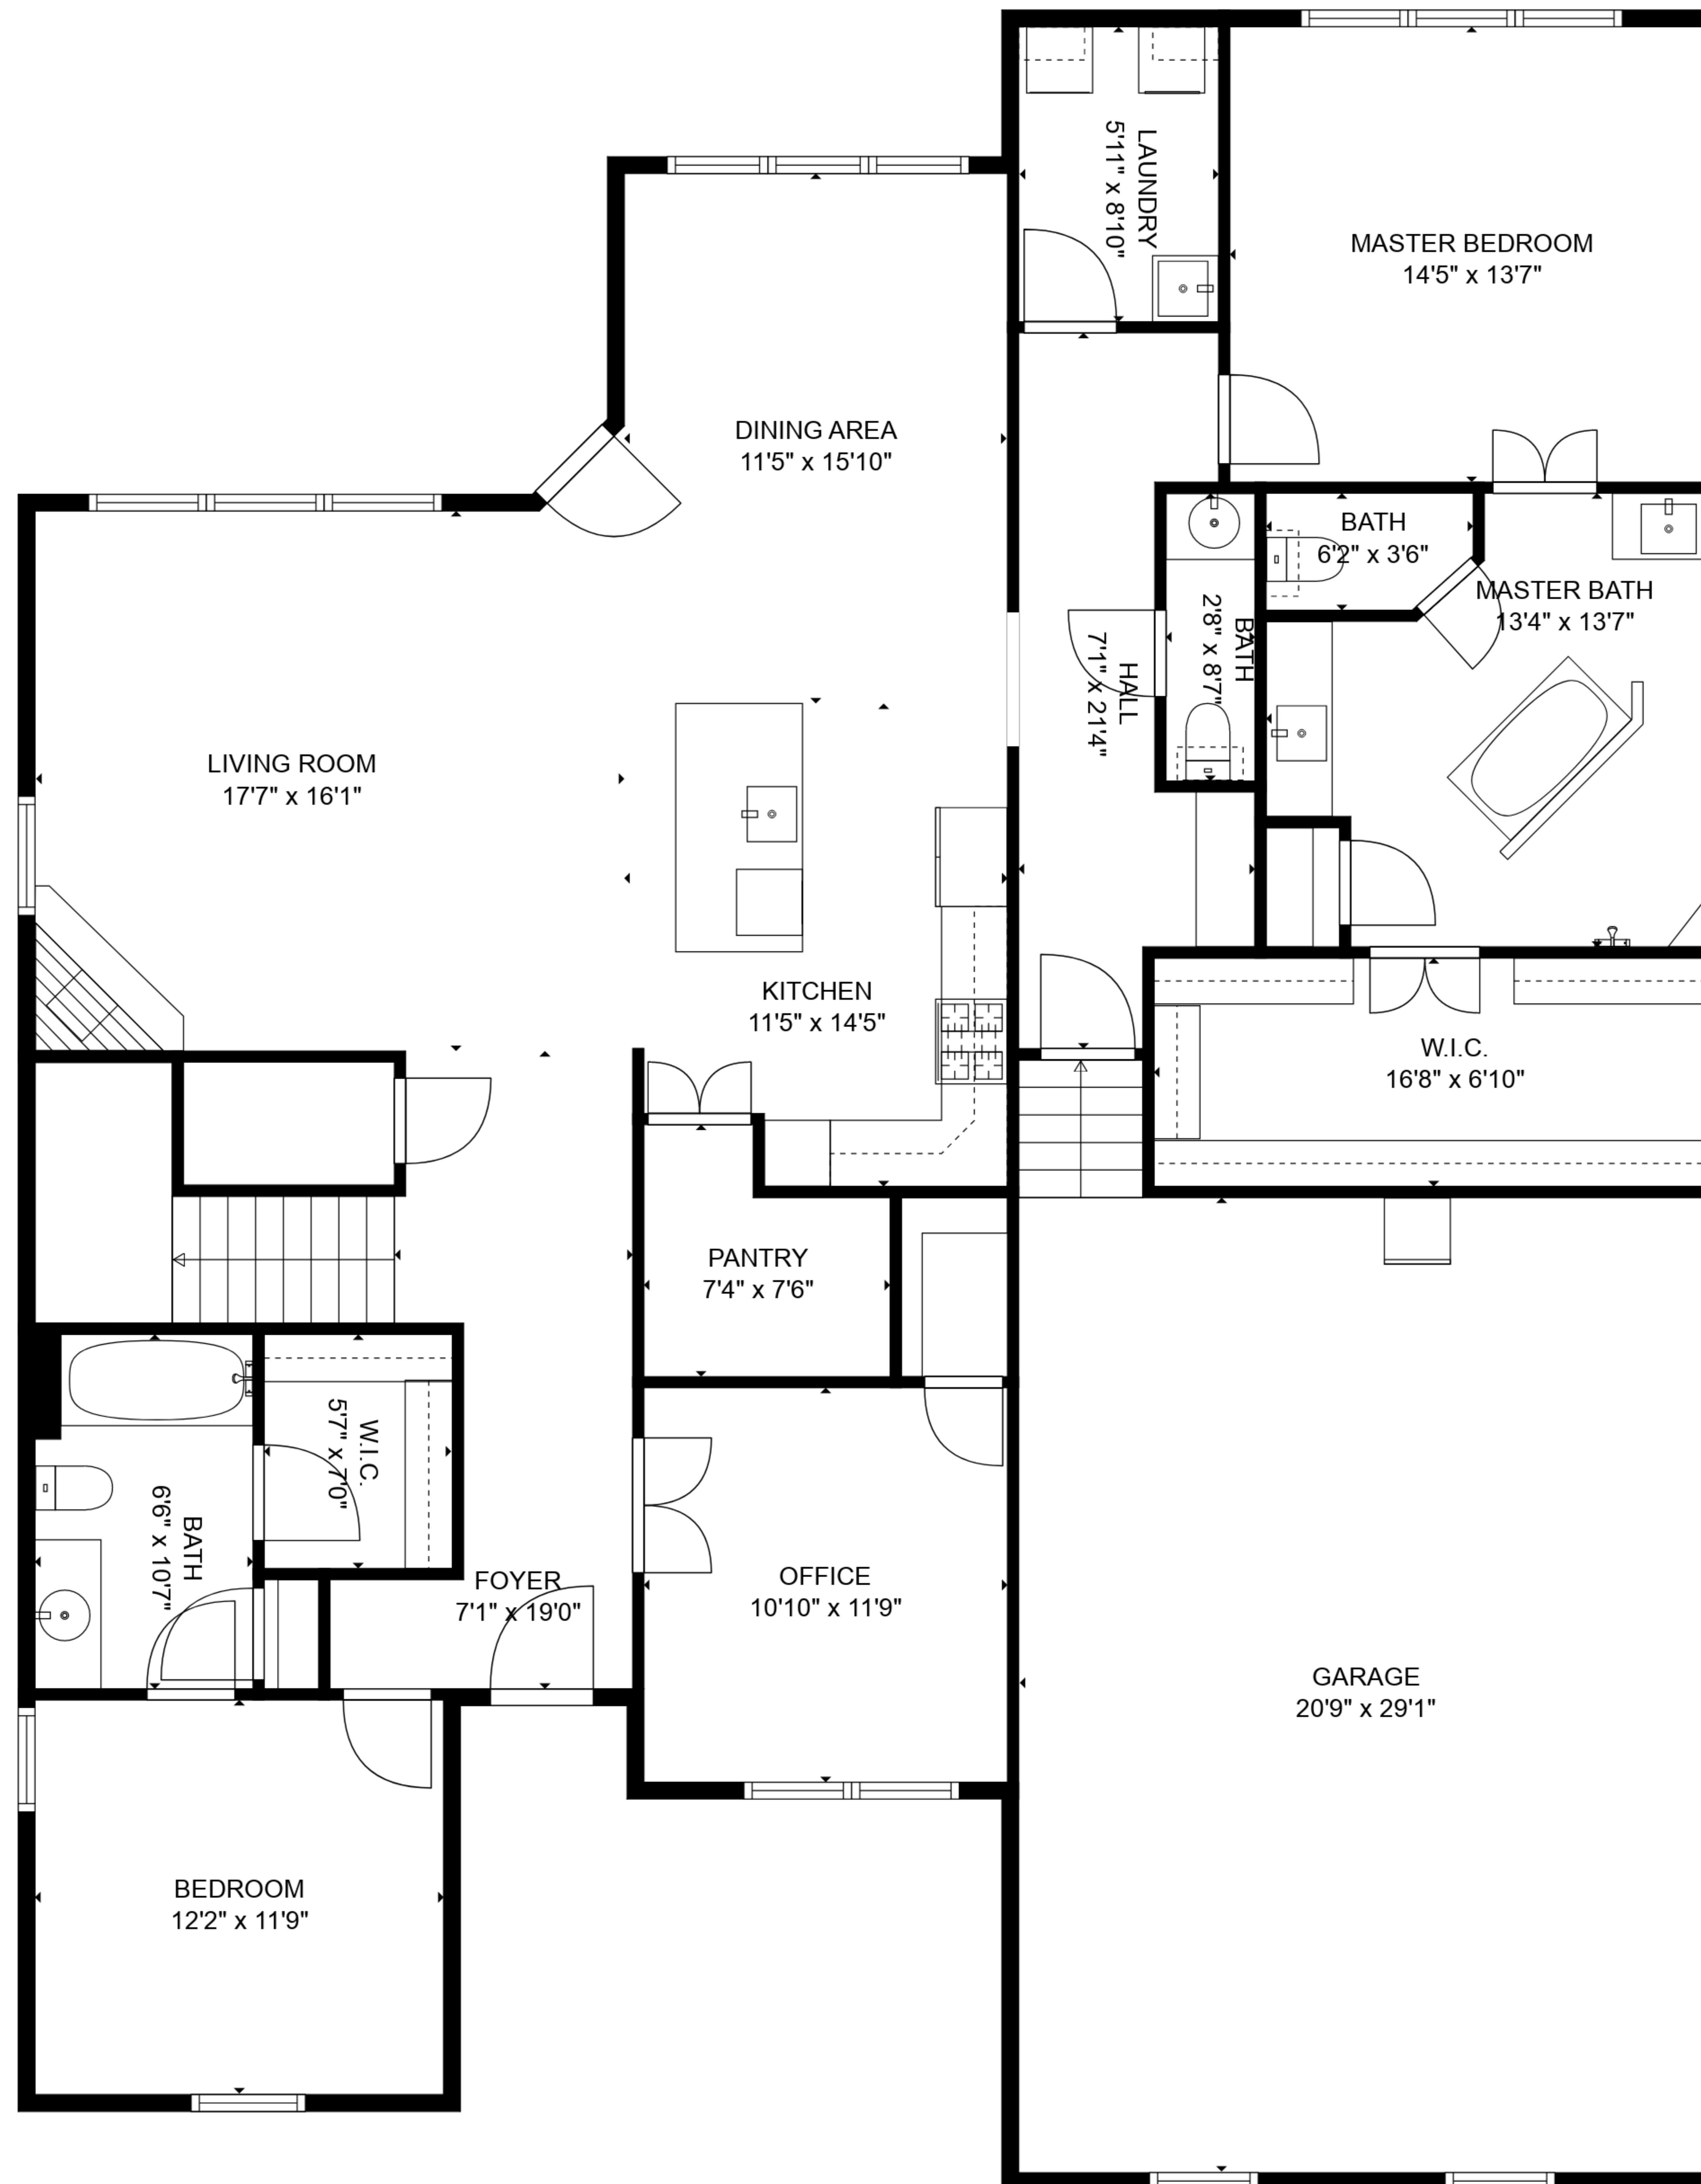 LAUNDRY
5'11" x 8'10"
MASTER BEDROOM
14'5" x 13'7"
DINING AREA
11'5" x 15'10"
BATH
6'2" x 3'6"
MASTER BATH
13'4" x 13'7"
BATH
2'8" x 8'7"
HALL
7'1" x 21'4"
LIVING ROOM
17'7" x 16'1"
KITCHEN
11'5" x 14'5"
W.I.C.
16'8" x 6'10"
PANTRY
7'4" x 7'6"
W.I.C.
5'7" x 7'0"
BATH
6'6" x 10'7"
FOYER
7'1" x 19'0"
OFFICE
10'10" x 11'9"
GARAGE
20'9" x 29'1"
BEDROOM
12'2" x 11'9"